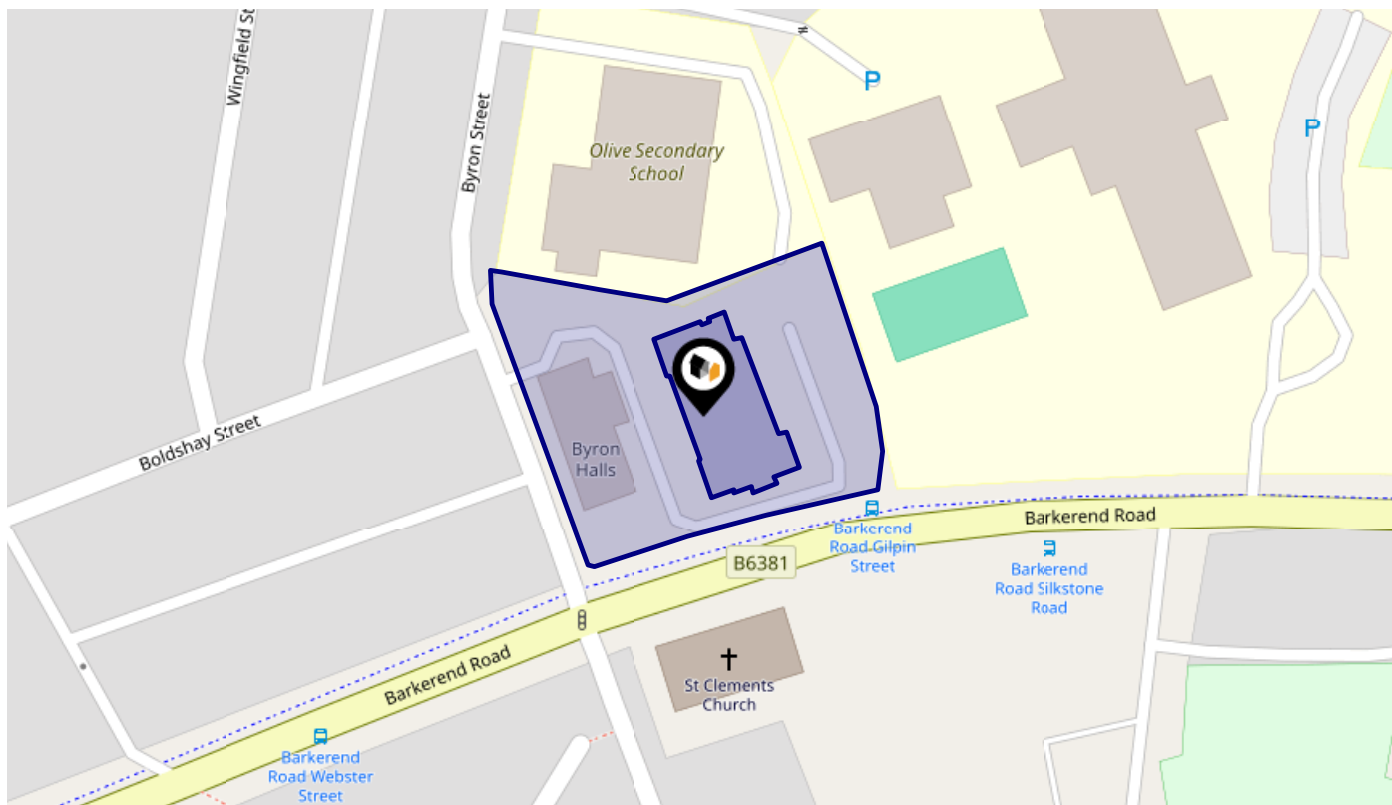 Wingfield St
Byron Street
P
Olive Secondary
School
P
Boldshay Street
Byron
Halls
Barkerend
Road Gilpin
Street
Barkerend Road
B6381
Barkerend
Road Silkstone
Road
Barkerend Road
St Clements
Church
Barkerend
Road Webster
Street